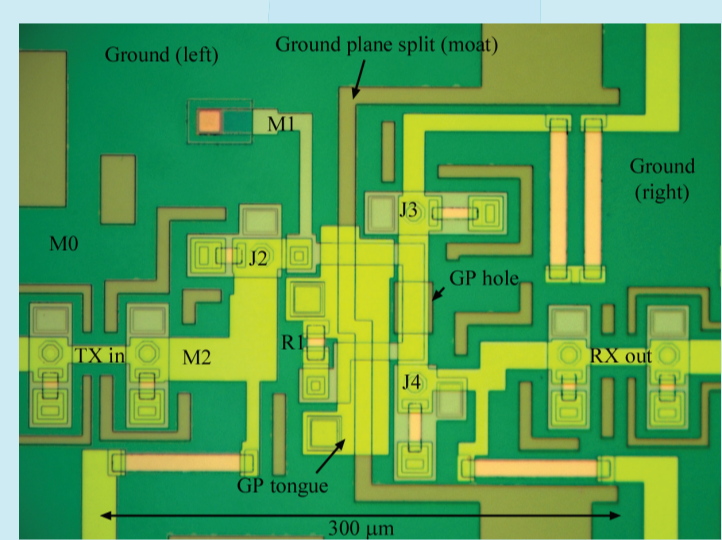 Ground (left)
Ground plane split (moat)
M1
Ground
(right)
J3
M0
J2
GP hole
R1
TX in
M2
RX out
J4
GP tongue
300 µm